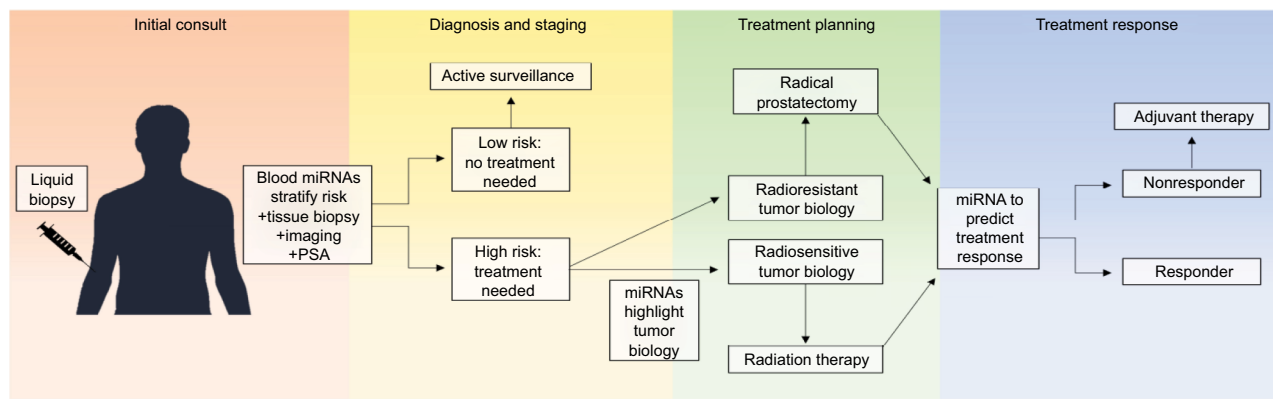 Initial consult
Diagnosis and staging
Treatment planning
Treatment response
Liquid
biopsy
Blood miRNAs
stratify risk
+tissue biopsy
+imaging
+PSA
Active surveillance
Low risk:
no treatment
needed
High risk:
treatment
needed
miRNAs
highlight
tumor
biology
Radical
prostatectomy
Radioresistant
tumor biology
Radiosensitive
tumor biology
Radiation therapy
miRNA to
predict
treatment
response
Adjuvant therapy
Nonresponder
Responder